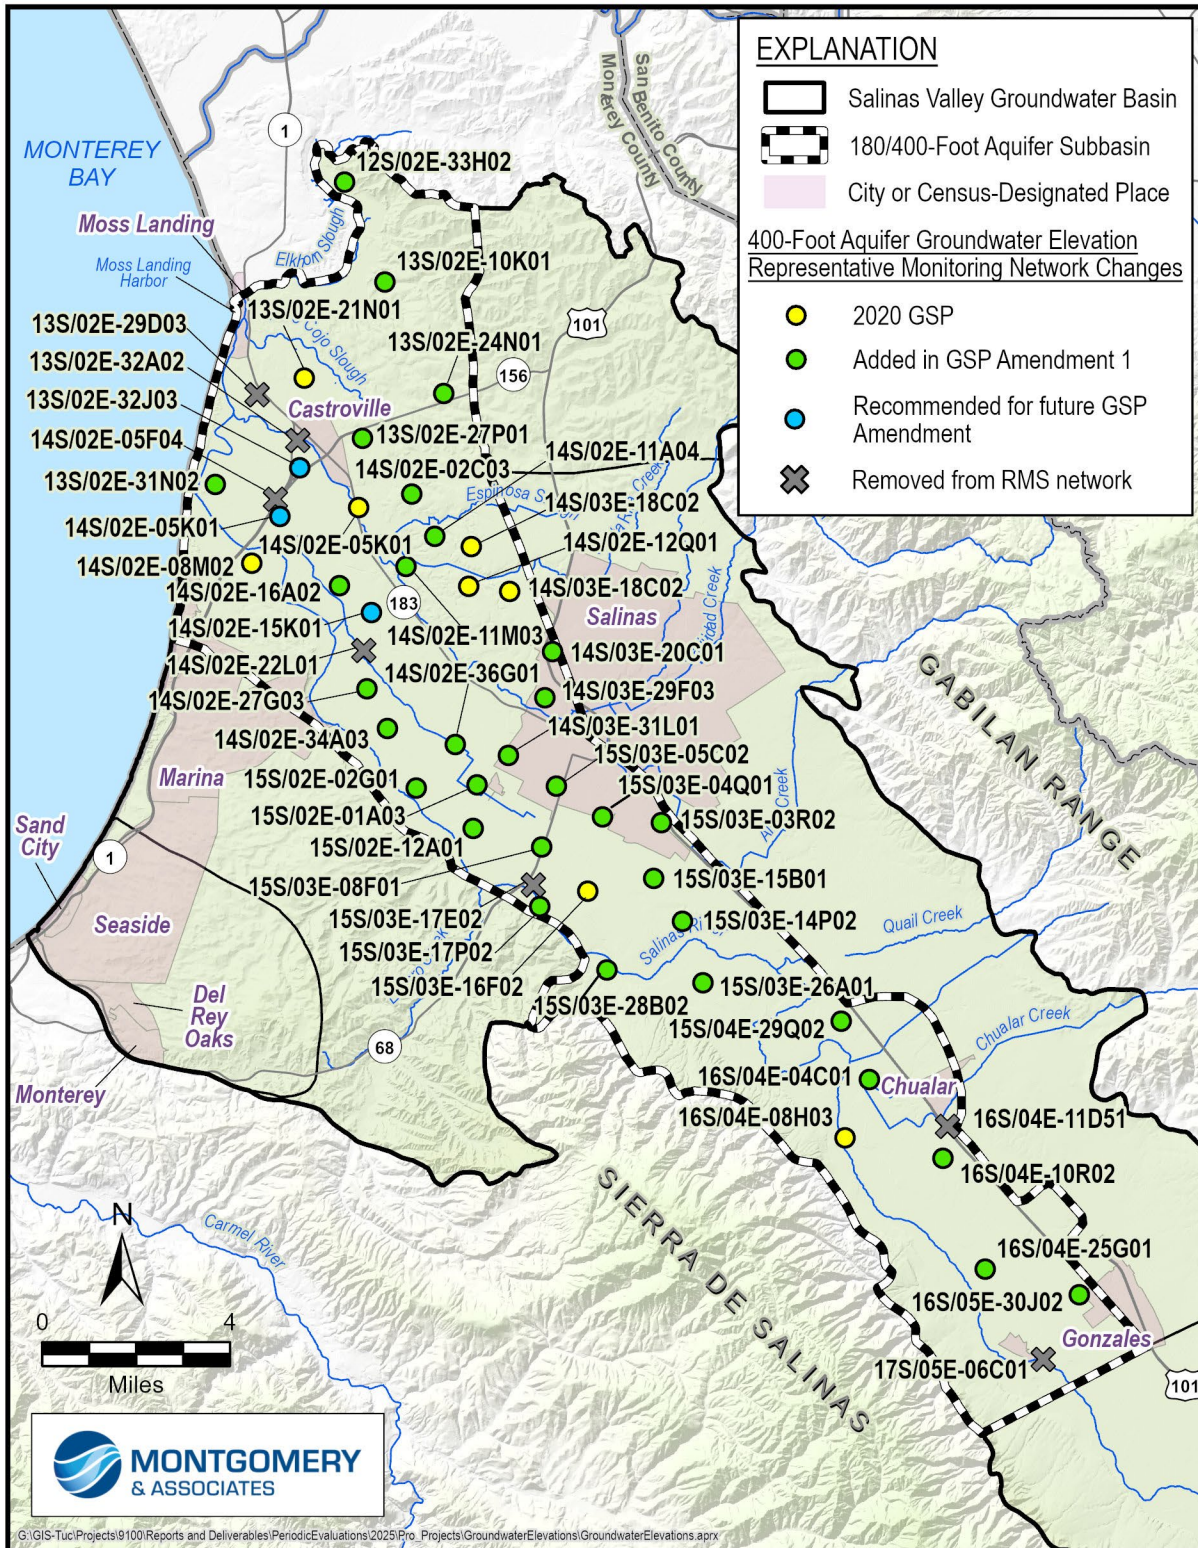 EXPLANATION
Salinas Valley Groundwater Basin
180/400-Foot Aquifer Subbasin
City or Census-Designated Place
400-Foot Aquifer Groundwater Elevation
Representative Monitoring Network Changes
2020 GSP
Added in GSP Amendment 1
Recommended for future GSP
Amendment
Removed from RMS network
San Benito County
Monterey County
1
MONTEREY
BAY
12S/02E-33H02
Moss Landing
Elkhorn Slough
Moss Landing
Harbor
13S/02E-10K01
13S/02E-21N01
101
13S/02E-29D03
Cojo Slough
13S/02E-24N01
13S/02E-32A02
156
13S/02E-32J03
Castroville
14S/02E-05F04
13S/02E-27P01
14S/02E-11A04
13S/02E-31N02
14S/02E-02C03
Espinosa
14S/03E-18C02
Creek
14S/02E-05K01
14S/02E-05K01
14S/02E-12Q01
14S/02E-08M02
14S/02E-16A02
183
14S/03E-18C02
Salinas
Creek
14S/02E-15K01
14S/02E-11M03
14S/03E-20C01
14S/02E-22L01
14S/02E-36G01
14S/02E-27G03
14S/03E-29F03
GABILAN RANGE
14S/02E-34A03
14S/03E-31L01
15S/03E-05C02
Marina
15S/02E-02G01
15S/03E-04Q01
Creek
15S/02E-01A03
15S/03E-03R02
Sand
City
1
15S/02E-12A01
15S/03E-08F01
15S/03E-15B01
15S/03E-17E02
15S/03E-14P02
Quail Creek
Seaside
15S/03E-17P02
Salinas
Creek
15S/03E-16F02
15S/03E-26A01
Del
Rey
Oaks
15S/03E-28B02
15S/04E-29Q02
Chualar Creek
68
16S/04E-04C01
Chualar
Monterey
16S/04E-08H03
16S/04E-11D51
16S/04E-10R02
SIERRA DE SALINAS
N
Carmel River
16S/04E-25G01
16S/05E-30J02
0 4
Miles
Gonzales
17S/05E-06C01
101
MONTGOMERY
& ASSOCIATES
G:\GIS-Tuc\Projects\9100\Reports and Deliverables\PeriodicEvaluations\2025\Pro_Projects\GroundwaterElevations\GroundwaterElevations.aprx